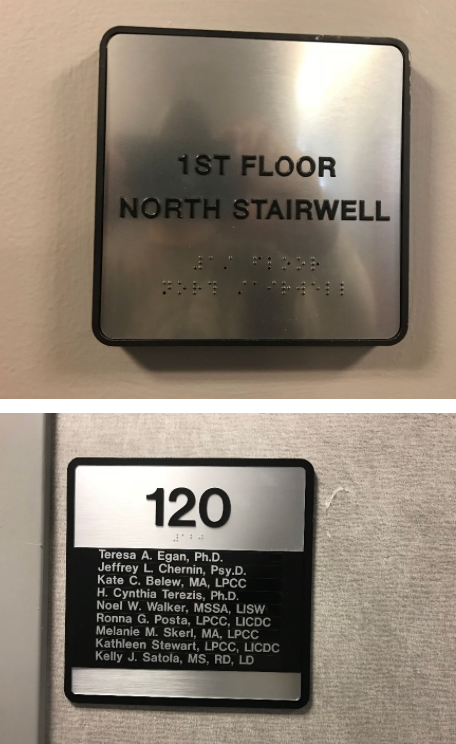 1ST FLOOR
NORTH STAIRWELL
120
Teresa A. Egan, Ph.D.
Jeffrey L. Chernin, Psy.D.
Kate C. Belew, MA, LPCC
H. Cynthia Terezis, Ph.D.
Noel W. Walker, MSSA, LISW
Ronna G. Posta, LPCC, LICDC
Melanie M. Skerl, MA, LPCC
Kathleen Stewart, LPCC, LICDC
Kelly J. Satola, MS, RD, LD